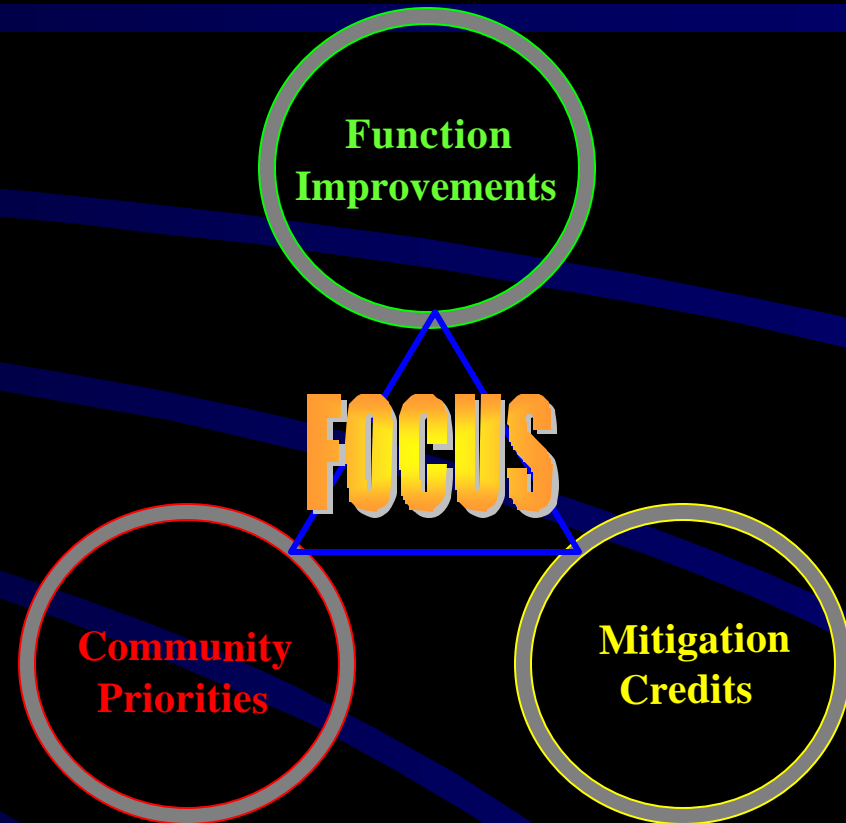 Function
Improvements
FOCUS
Community
Priorities
Mitigation
Credits